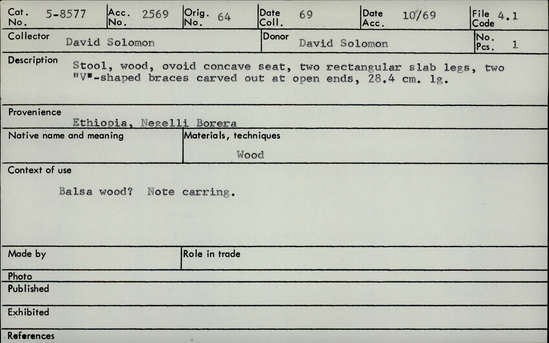 Cat. No. 5-8577 Acc. No. 2569 Orig. No. 64 Date Coll. 69 Date Acc. 10/69 File Code 4.1
Collector David Solomon Donor David Solomon No. Pcs. 1
Description Stool, wood, ovoid concave seat, two rectangular slab legs, two
"V"-shaped braces carved out at open ends, 28.4 cm. lg.
Provenience
Ethiopia, Negelli Borera
Native name and meaning Materials, techniques
Wood
Context of use
Balsa wood? Note carring.
Made by Role in trade
Photo
Published
Exhibited
References